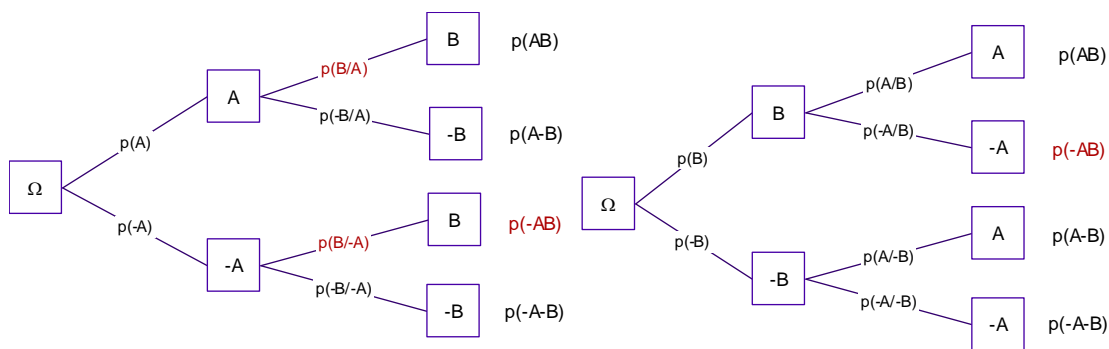 B p(AB)
p(B/A)
A
p(-B/A)
p(A)
-B p(A-B)
Ω
p(-A)
B p(-AB)
p(B/-A)
-A
p(-B/-A)
-B p(-A-B)
A p(AB)
p(A/B)
B
p(-A/B)
p(B)
-A p(-AB)
Ω
p(-B)
A p(A-B)
p(A/-B)
-B
p(-A/-B)
-A p(-A-B)